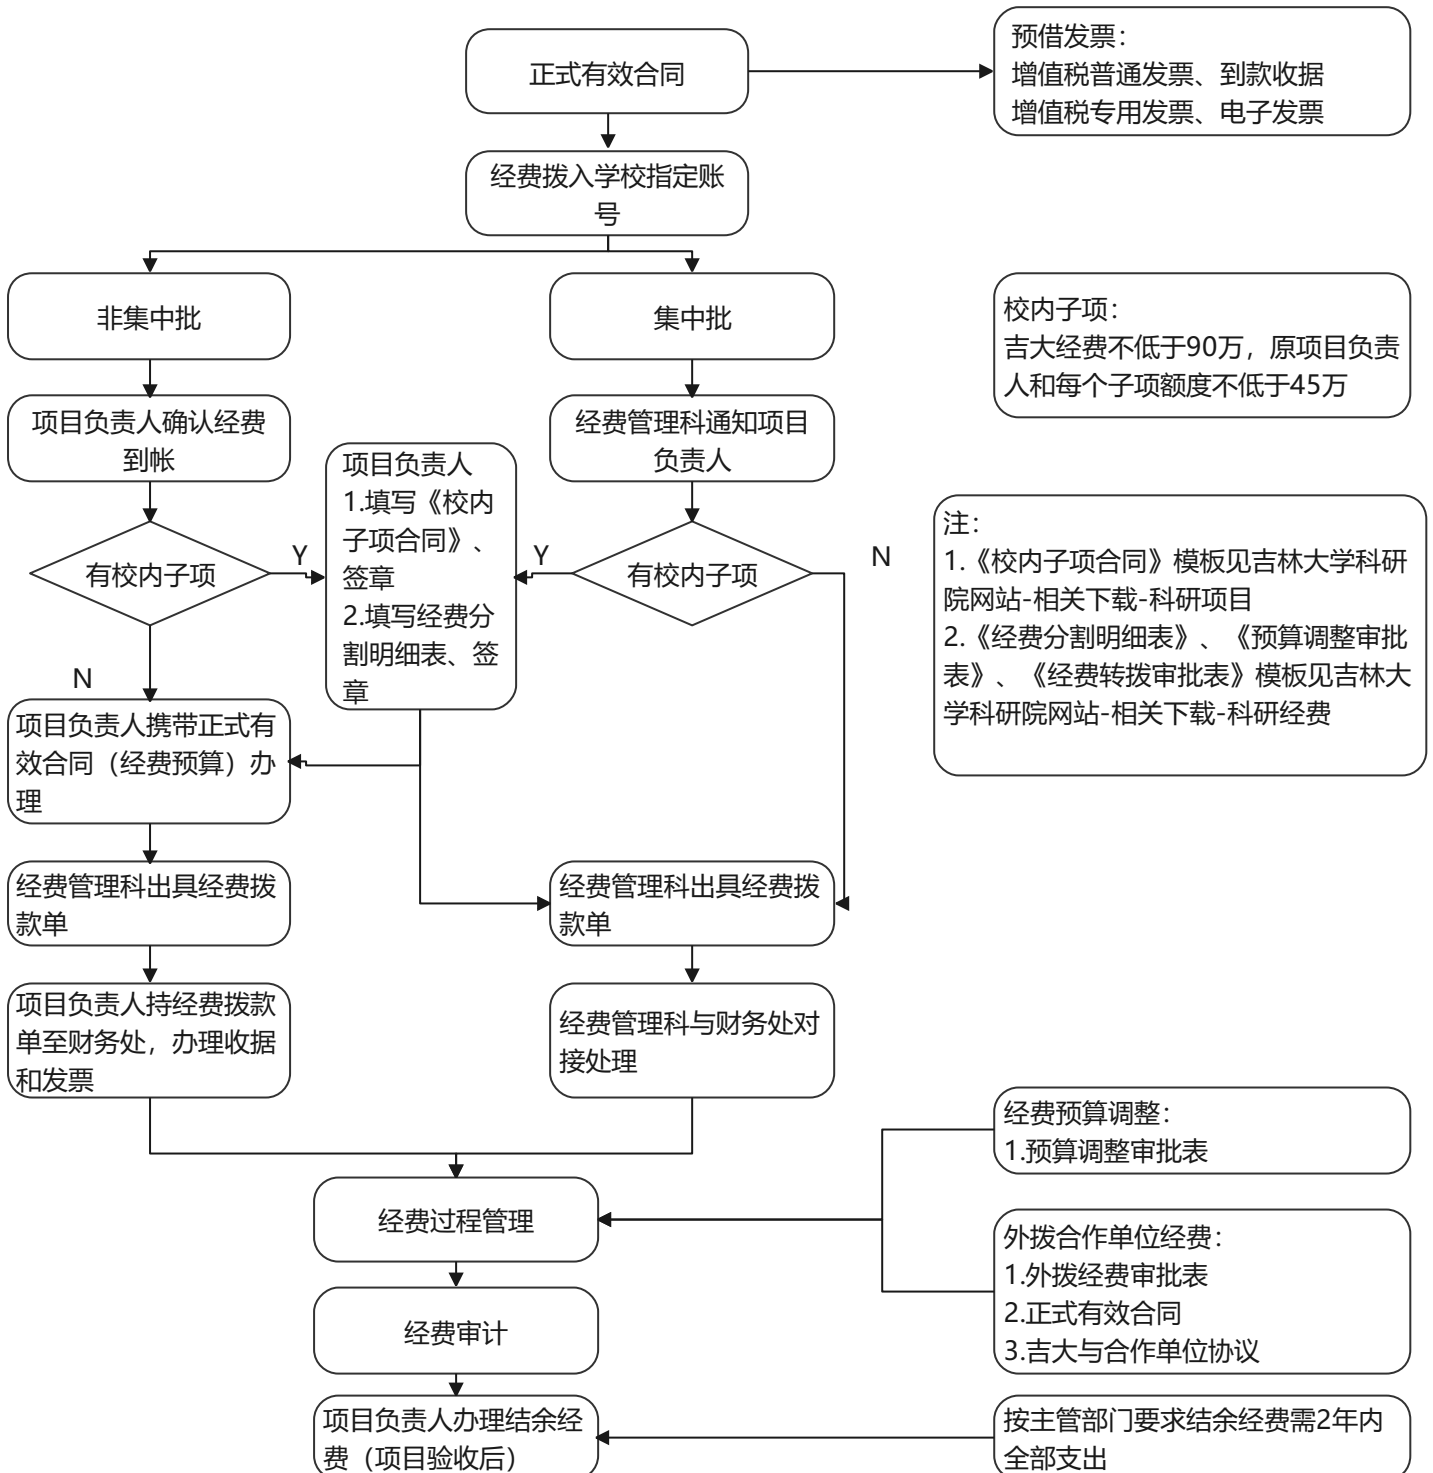 正式有效合同
预借发票：
增值税普通发票、到款收据
增值税专用发票、电子发票
经费拨入学校指定账
号
非集中批
集中批
校内子项：
吉大经费不低于90万，原项目负责
人和每个子项额度不低于45万
项目负责人确认经费
到帐
项目负责人
1.填写《校内
子项合同》、
签章
2.填写经费分
割明细表、签
章
经费管理科通知项目
负责人
有校内子项
Y
Y
有校内子项
N
N
注：
1.《校内子项合同》模板见吉林大学科研
院网站-相关下载-科研项目
2.《经费分割明细表》、《预算调整审批
表》、《经费转拨审批表》模板见吉林大
学科研院网站-相关下载-科研经费
项目负责人携带正式有
效合同（经费预算）办
理
经费管理科出具经费拨
款单
经费管理科出具经费拨
款单
项目负责人持经费拨款
单至财务处，办理收据
和发票
经费管理科与财务处对
接处理
经费预算调整：
1.预算调整审批表
经费过程管理
外拨合作单位经费：
1.外拨经费审批表
2.正式有效合同
3.吉大与合作单位协议
经费审计
项目负责人办理结余经
费（项目验收后）
按主管部门要求结余经费需2年内
全部支出